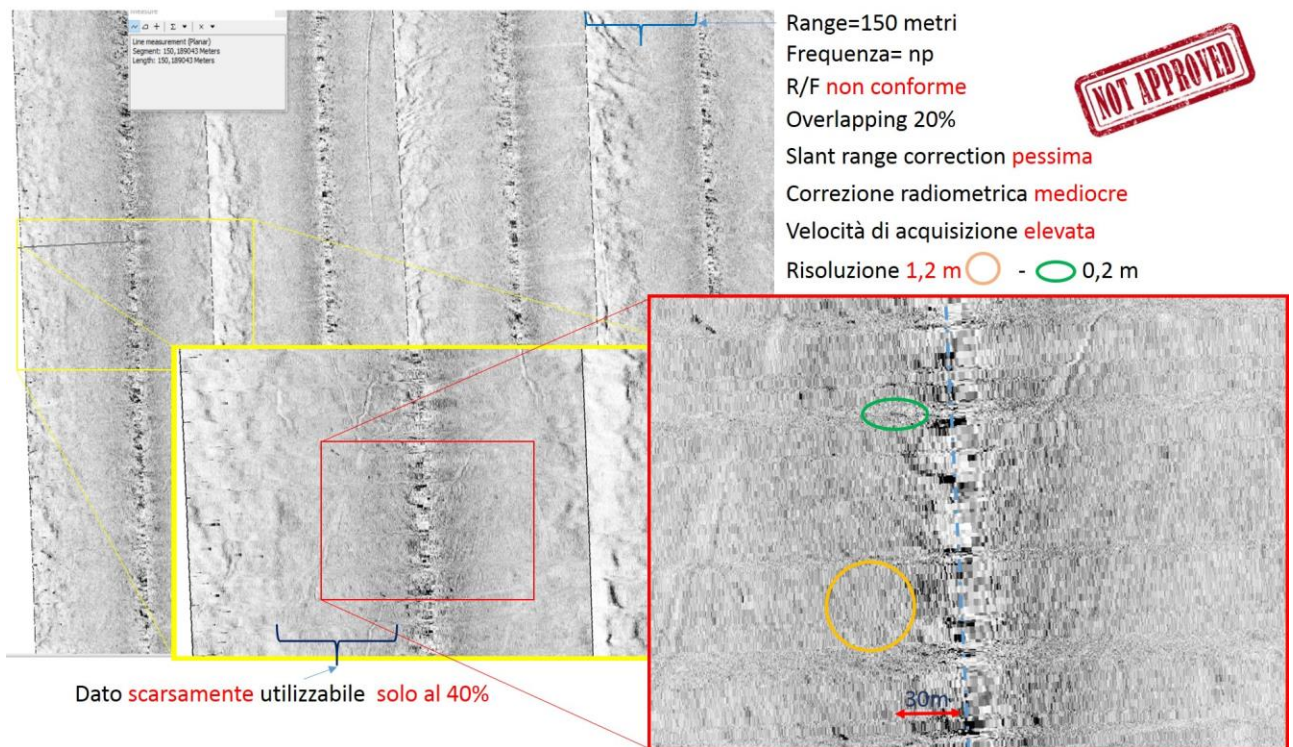 Measure
Line measurement (Planar)
Segment: 150,189043 Meters
Length: 150,189043 Meters
Range=150 metri
Frequenza= np
R/F non conforme
Overlapping 20%
Slant range correction pessima
Correzione radiometrica mediocre
Velocità di acquisizione elevata
Risoluzione 1,2 m - 0,2 m
NOT APPROVED
30m
Dato scarsamente utilizzabile solo al 40%